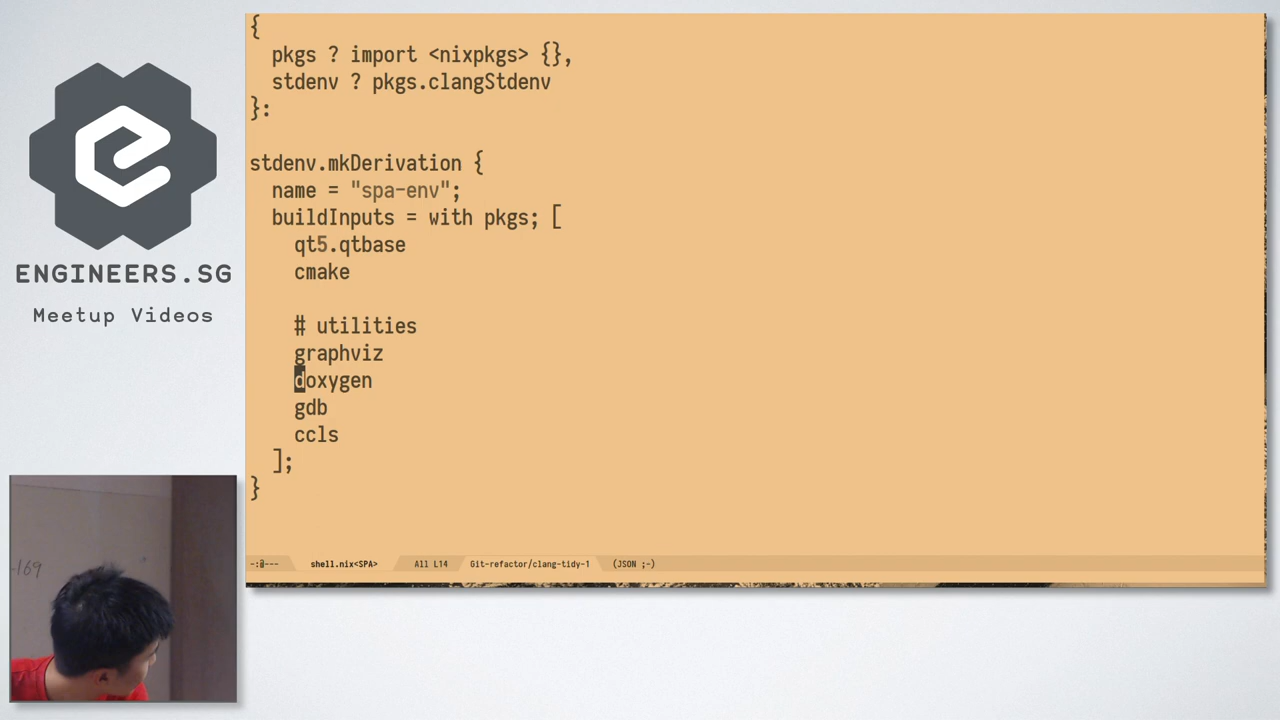 ENGINEERS.SG
Meetup Videos
{
  pkgs ? import <nixpkgs> {},
  stdenv ? pkgs.clangStdenv
}:
stdenv.mkDerivation {
  name = "spa-env";
  buildInputs = with pkgs; [
    qt5.qtbase
    cmake
    # utilities
    graphviz
    doxygen
    gdb
    ccls
  ];
}
-:@--- shell.nix<SPA> All L14 Git-refactor/clang-tidy-1 (JSON ;-)
-169